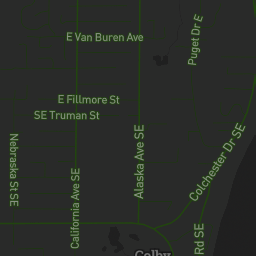 E Van Buren Ave
Puget Dr E
E Fillmore St
SE Truman St
Nebraska St SE
California Ave SE
Alaska Ave SE
Colchester Dr SE
Rd SE
Colby